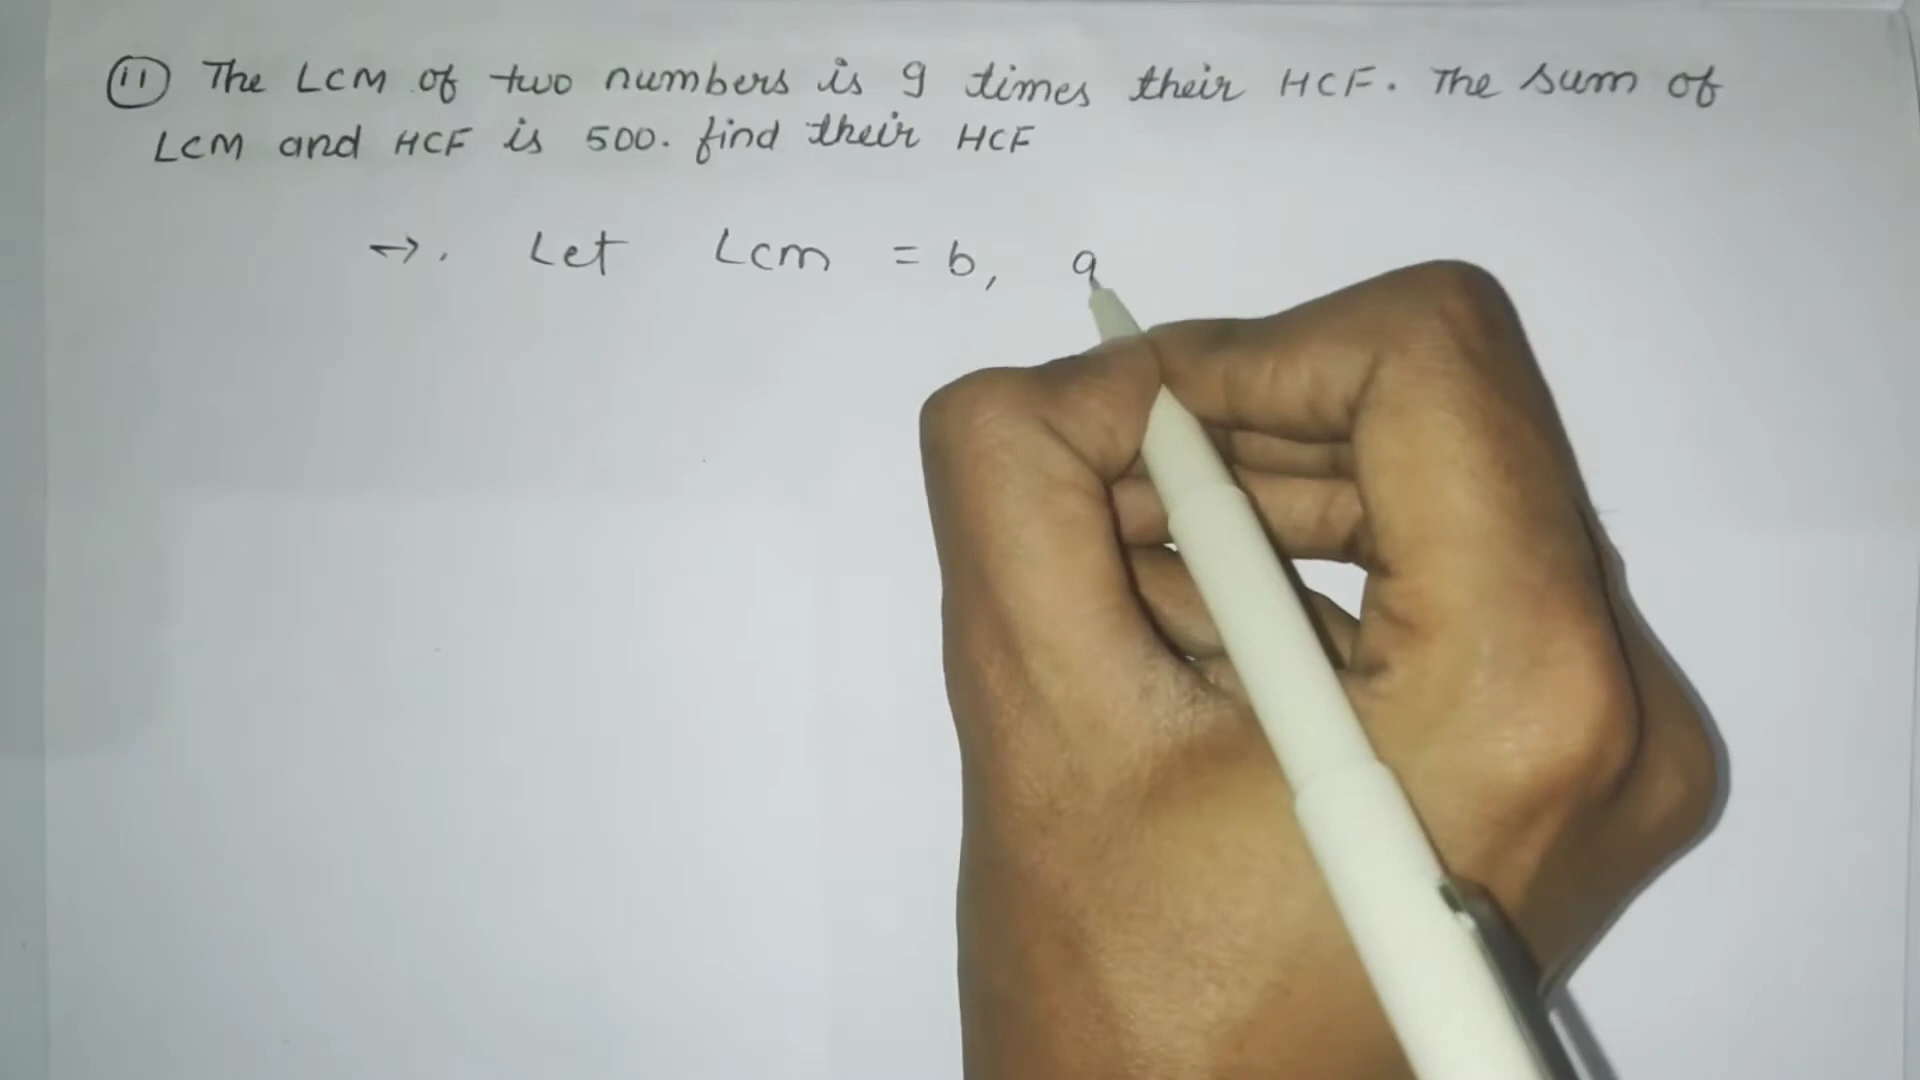 11 The LCM of two numbers is 9 times their HCF. The sum of
LCM and HCF is 500. find their HCF
→. Let Lcm = b, a